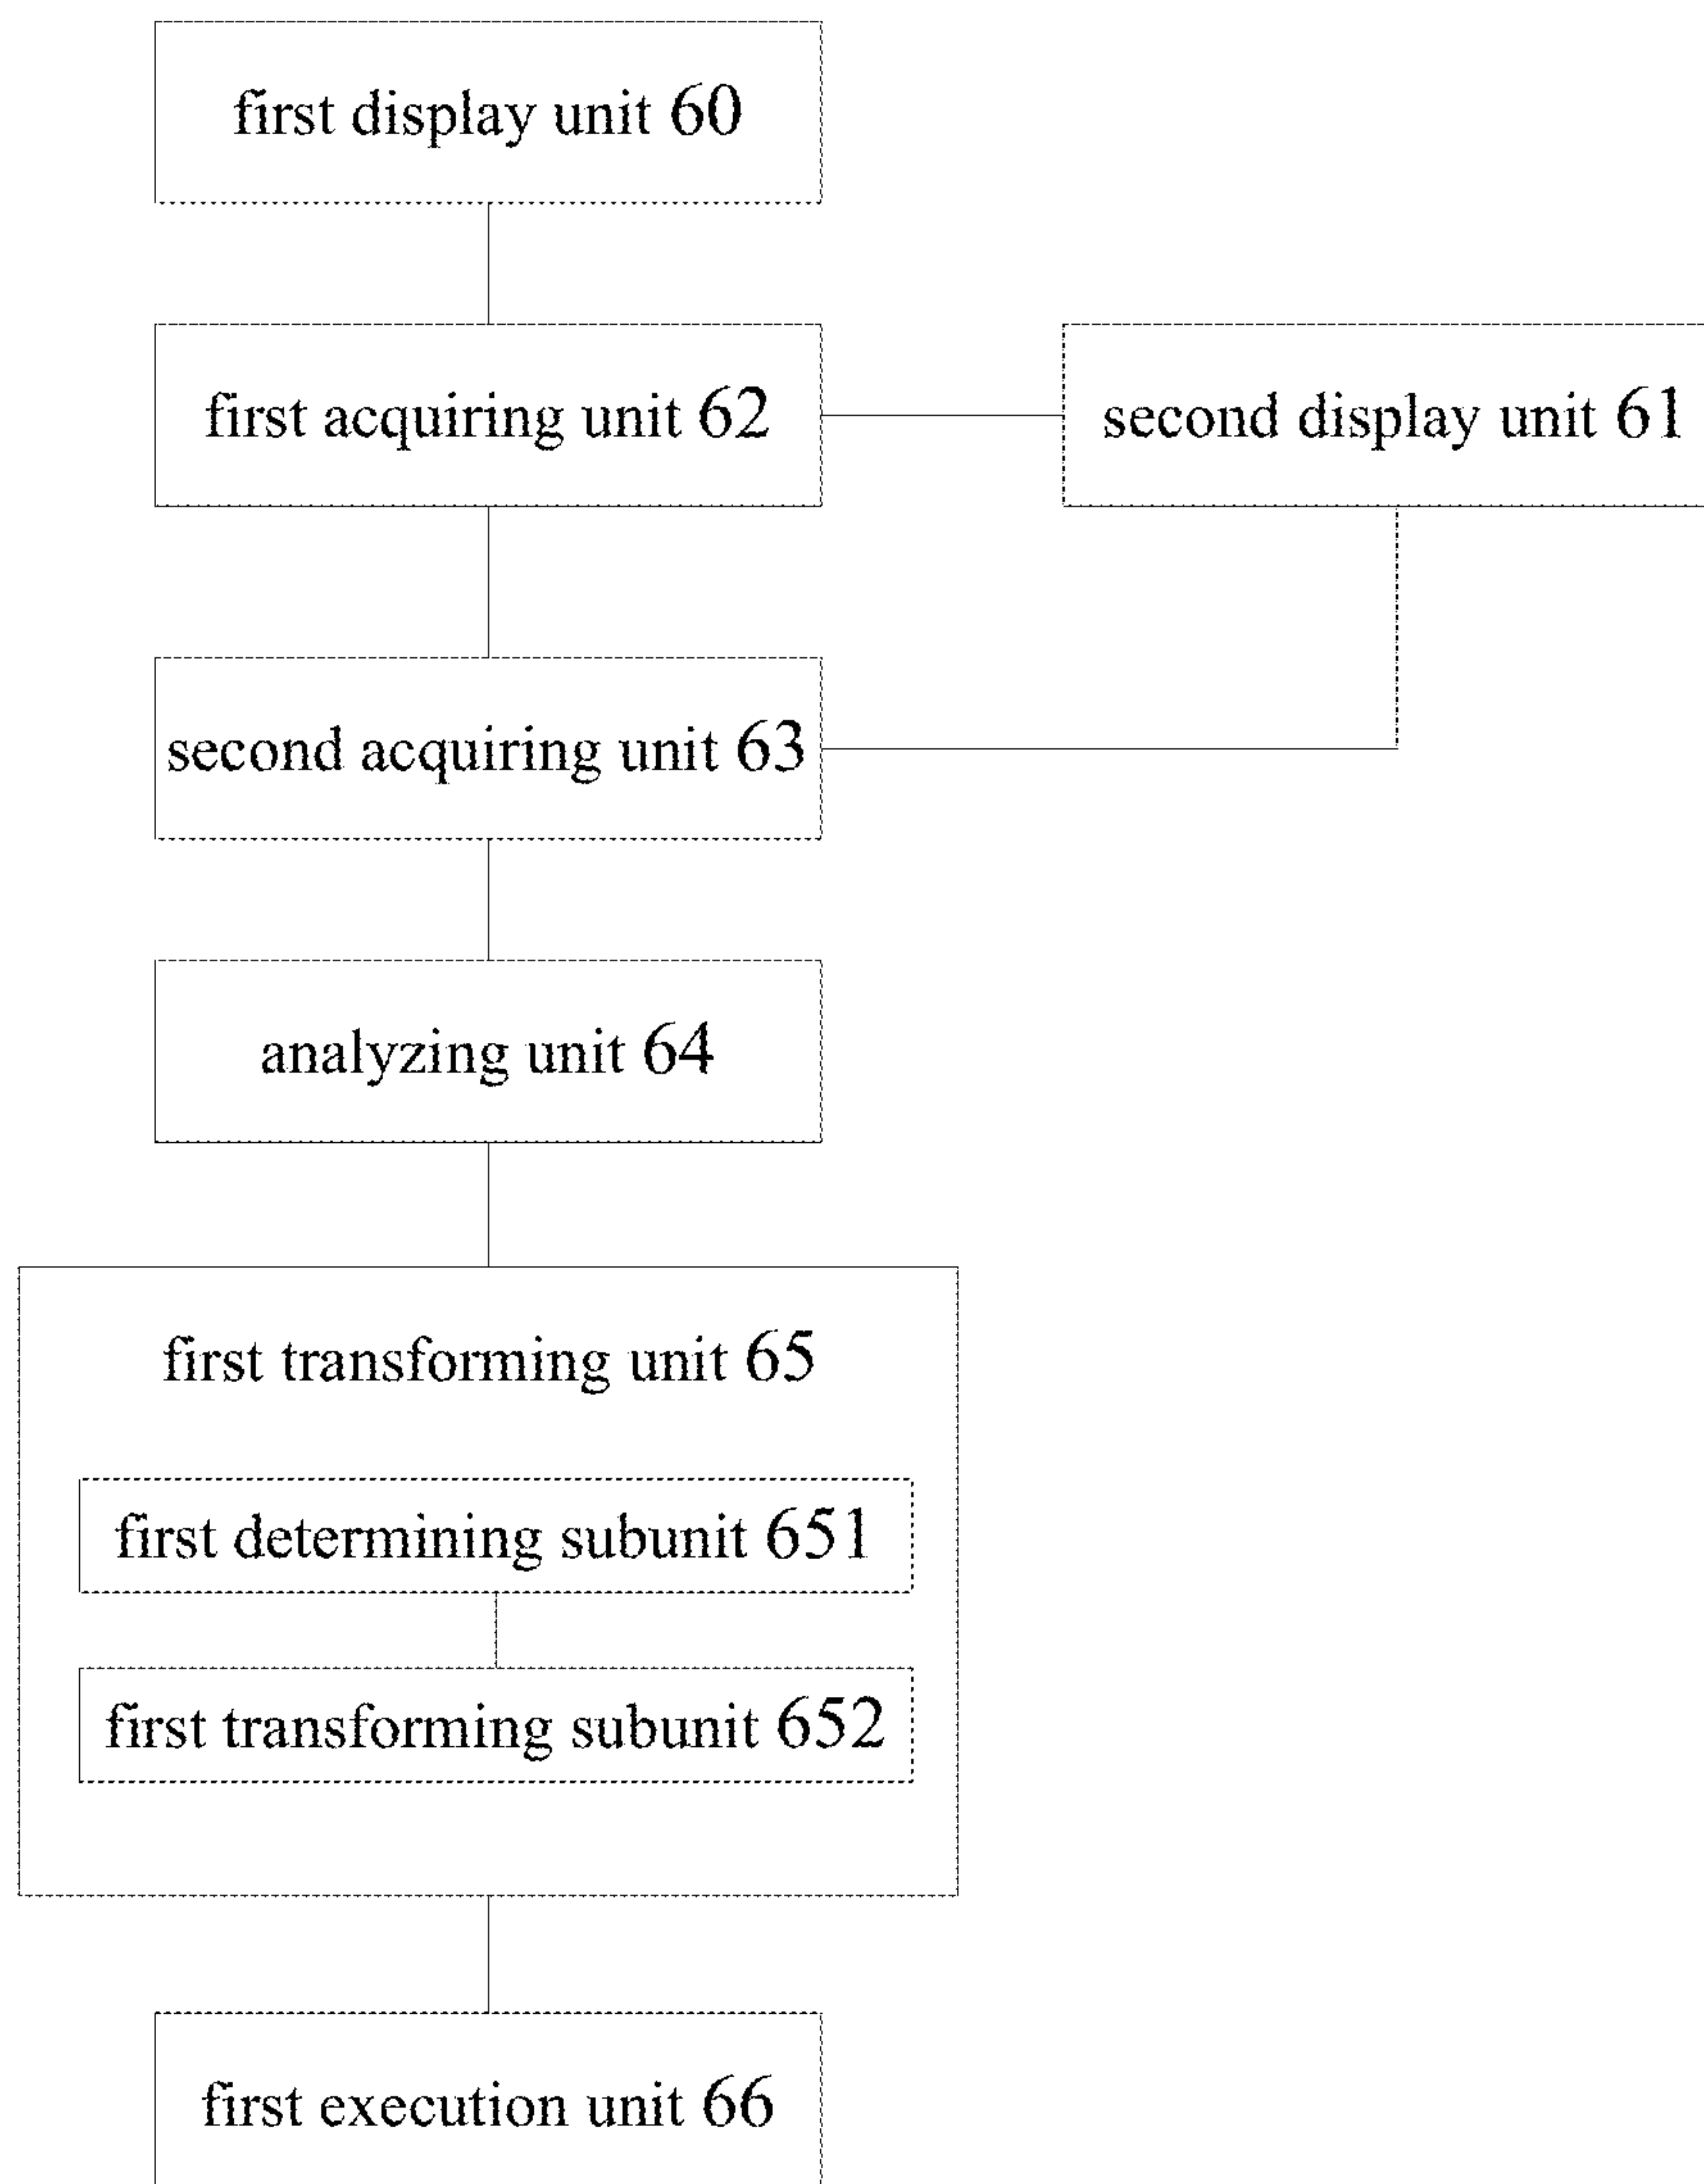 first display unit 60
first acquiring unit 62
second display unit 61
second acquiring unit 63
analyzing unit 64
first transforming unit 65
first determining subunit 651
first transforming subunit 652
first execution unit 66